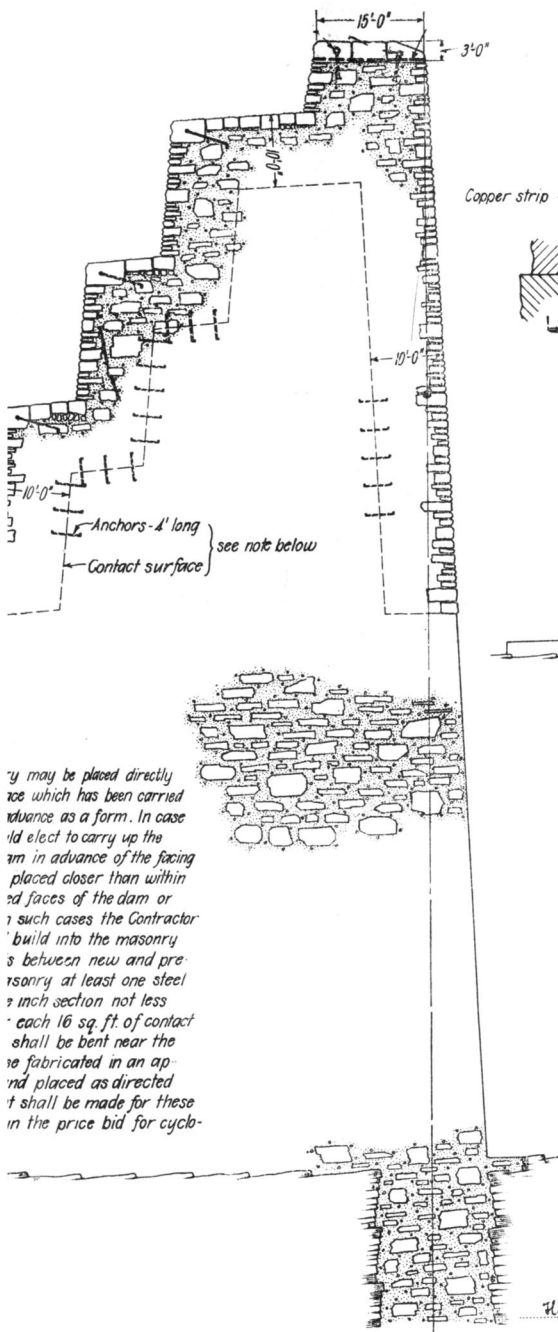 15'-0"
3'-0"
10'-0"
Copper strip
10'-0"
10'-0"
Anchors-4' long
see note below
Contact surface
ry may be placed directly
ace which has been carried
advance as a form. In case
uld elect to carry up the
am in advance of the facing
placed closer than within
ed faces of the dam or
n such cases the Contractor
build into the masonry
s between new and pre-
asonry at least one steel
e inch section not less
r each 16 sq. ft. of contact
shall be bent near the
be fabricated in an ap-
and placed as directed
t shall be made for these
in the price bid for cyclo-
H